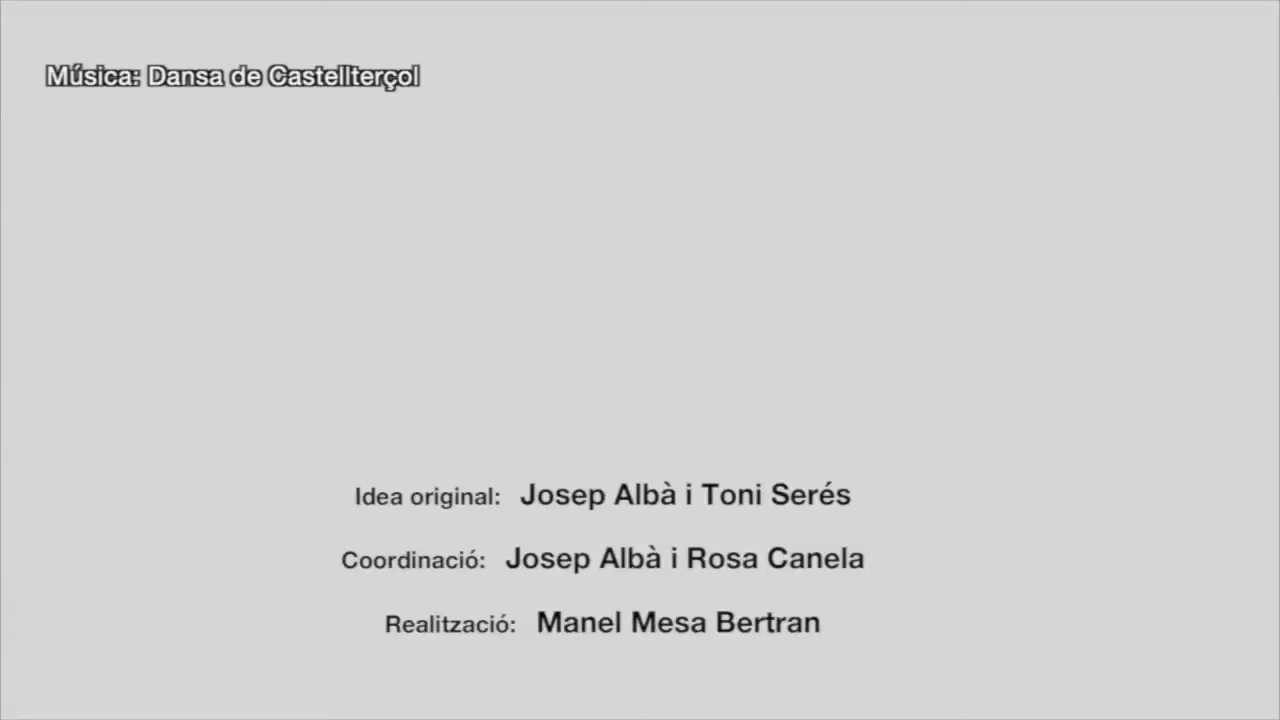 Música: Dansa de Castellterçol
Idea original: Josep Albà i Toni Serés
Coordinació: Josep Albà i Rosa Canela
Realització: Manel Mesa Bertran